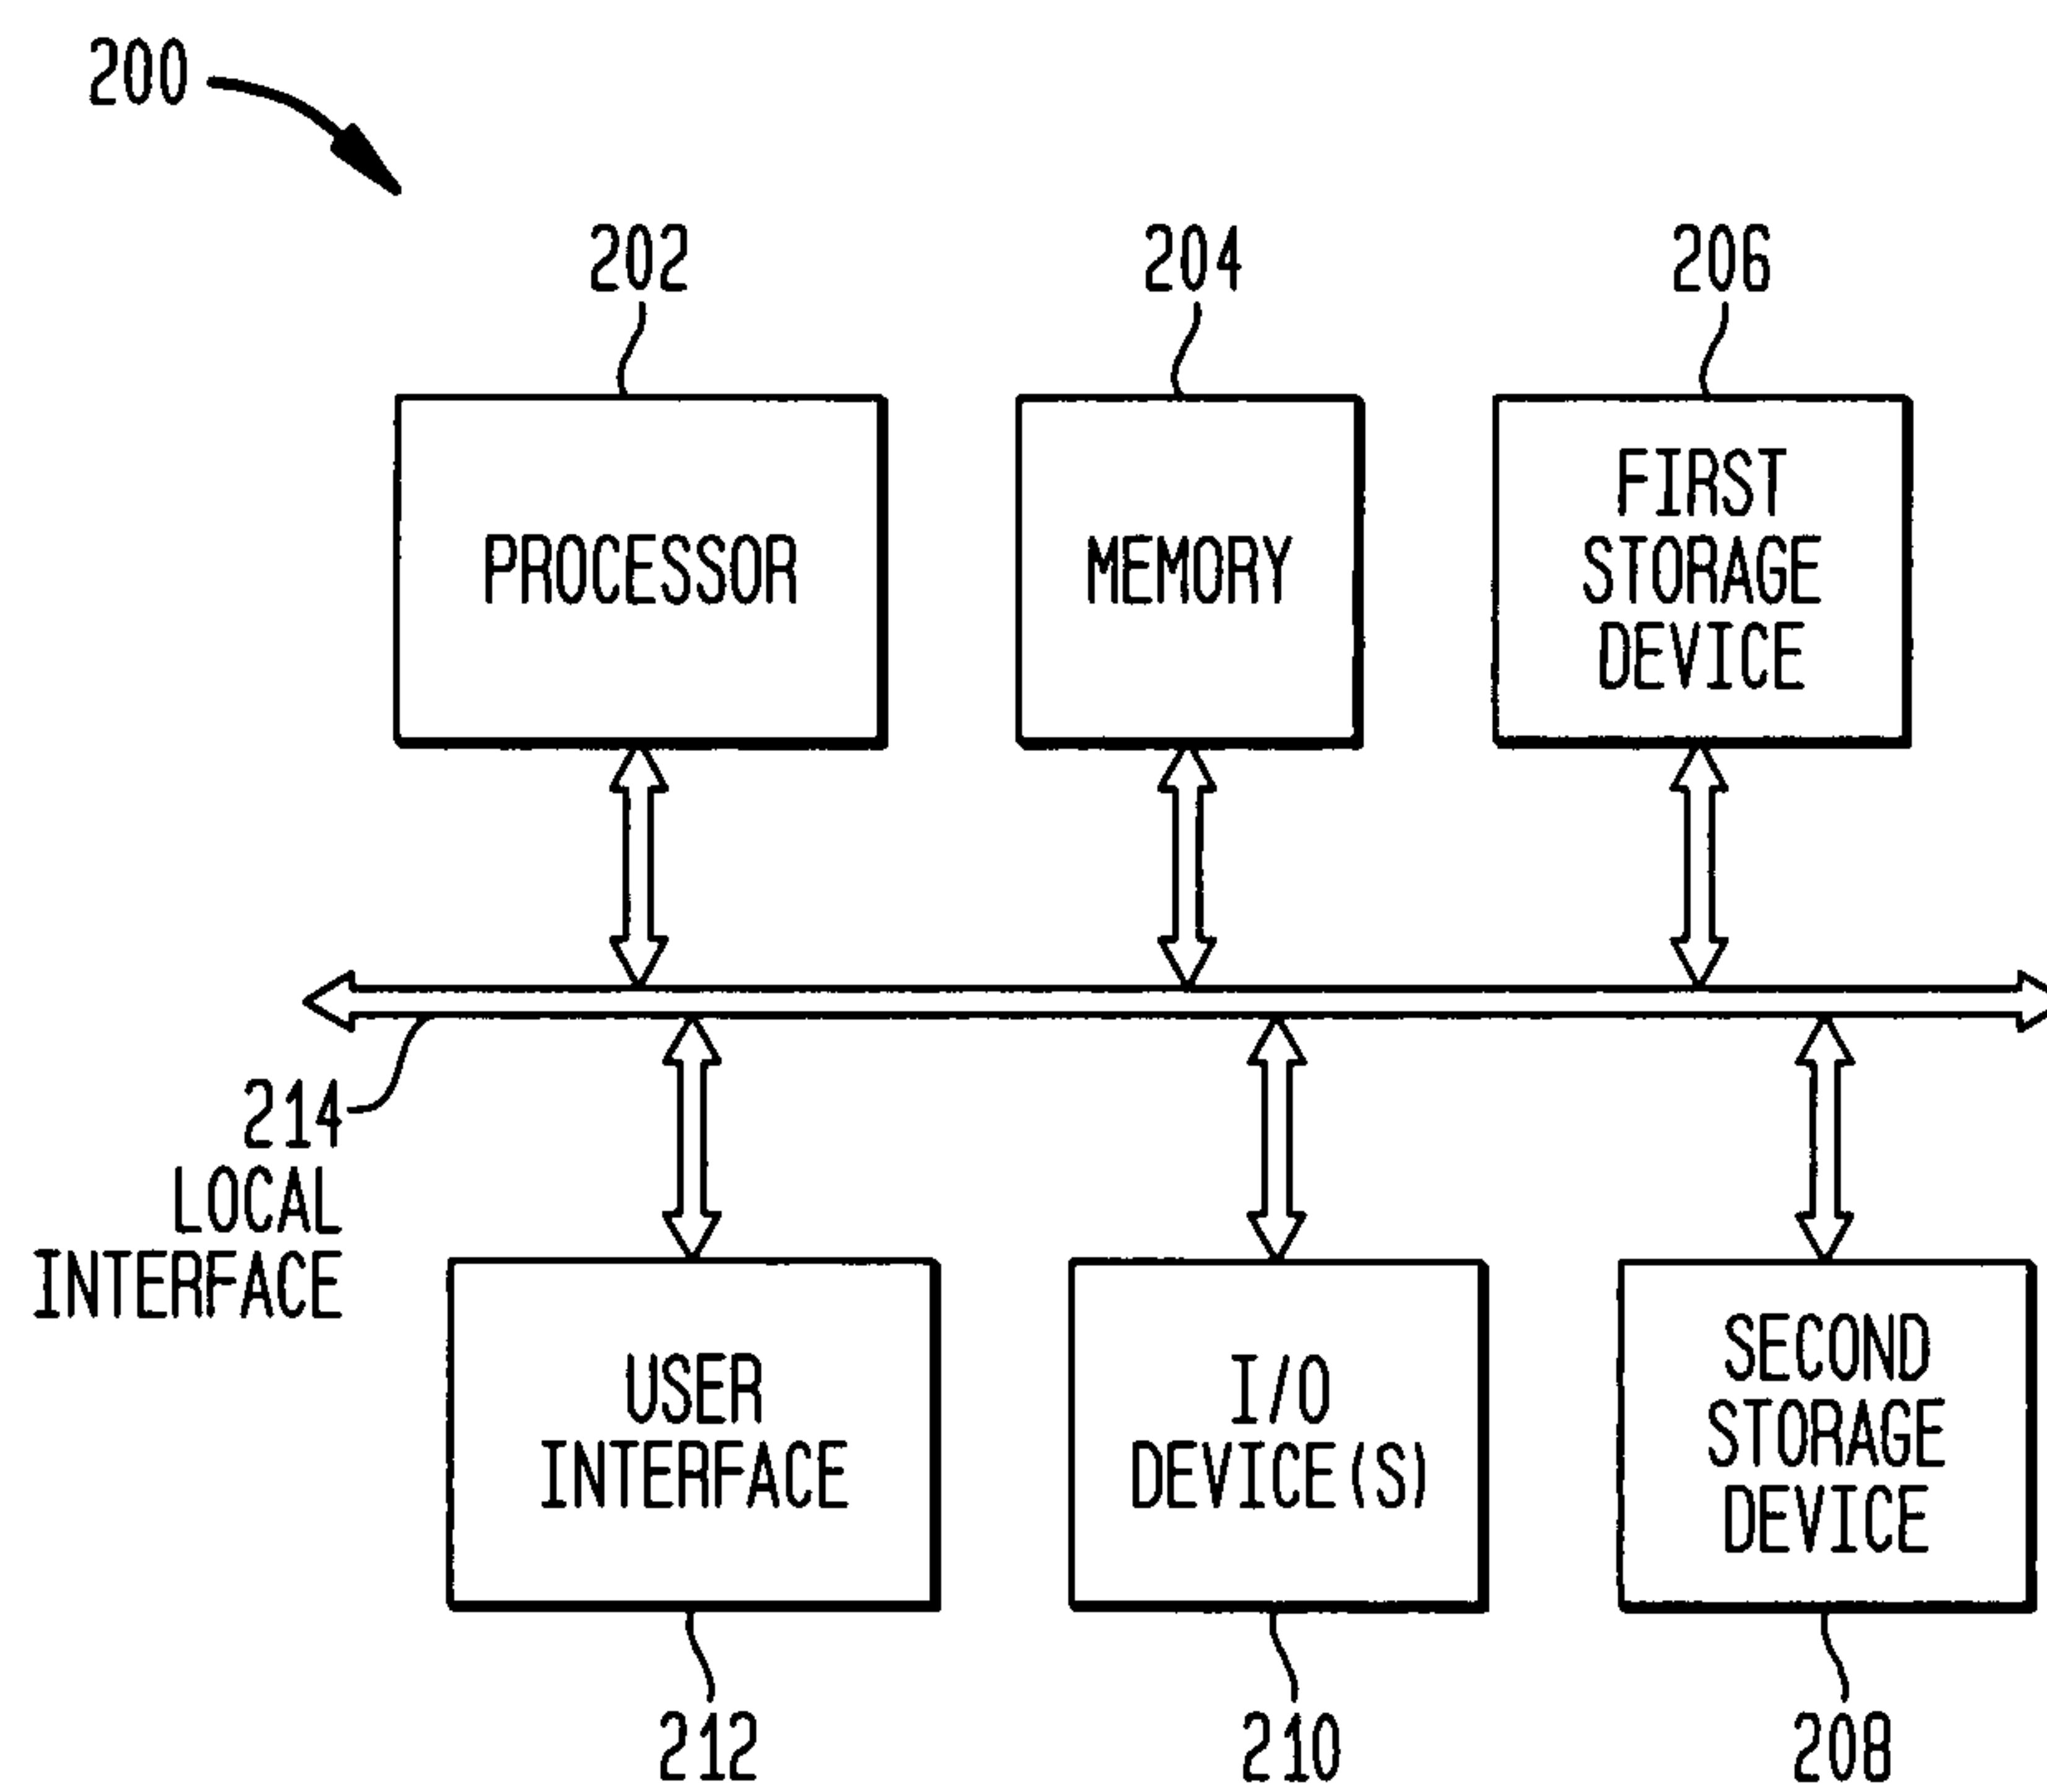 200
202
204
206
PROCESSOR
MEMORY
FIRST
STORAGE
DEVICE
214
LOCAL
INTERFACE
USER
INTERFACE
I/O
DEVICE(S)
SECOND
STORAGE
DEVICE
212
210
208